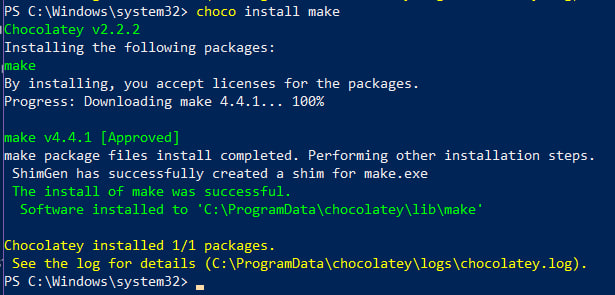 PS C:\Windows\system32> choco install make
Chocolatey v2.2.2
Installing the following packages:
make
By installing, you accept licenses for the packages.
Progress: Downloading make 4.4.1... 100%

make v4.4.1 [Approved]
make package files install completed. Performing other installation steps.
 ShimGen has successfully created a shim for make.exe
 The install of make was successful.
  Software installed to 'C:\ProgramData\chocolatey\lib\make'

Chocolatey installed 1/1 packages.
 See the log for details (C:\ProgramData\chocolatey\logs\chocolatey.log).
PS C:\Windows\system32>